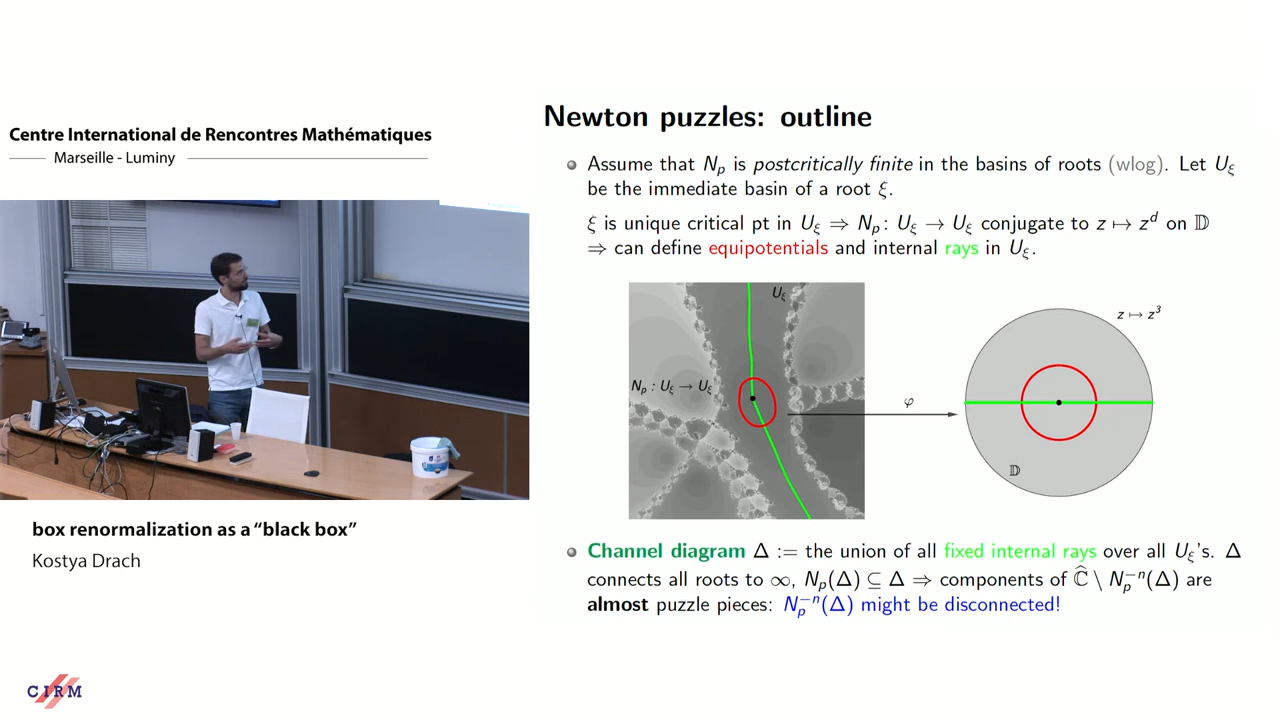 Centre International de Rencontres Mathématiques
Marseille - Luminy
box renormalization as a “black box”
Kostya Drach
CIRM
Newton puzzles: outline
Assume that Nₚ is postcritically finite in the basins of roots (wlog). Let U_ξ
be the immediate basin of a root ξ.
ξ is unique critical pt in U_ξ ⇒ Nₚ: U_ξ → U_ξ conjugate to z ↦ z^d on 𝔻
⇒ can define equipotentials and internal rays in U_ξ.
U_ξ
Nₚ : U_ξ → U_ξ
φ
z ↦ z³
𝔻
Channel diagram Δ := the union of all fixed internal rays over all U_ξ's. Δ
connects all roots to ∞, Nₚ(Δ) ⊆ Δ ⇒ components of Ĉ \ Nₚ⁻ⁿ(Δ) are
almost puzzle pieces: Nₚ⁻ⁿ(Δ) might be disconnected!